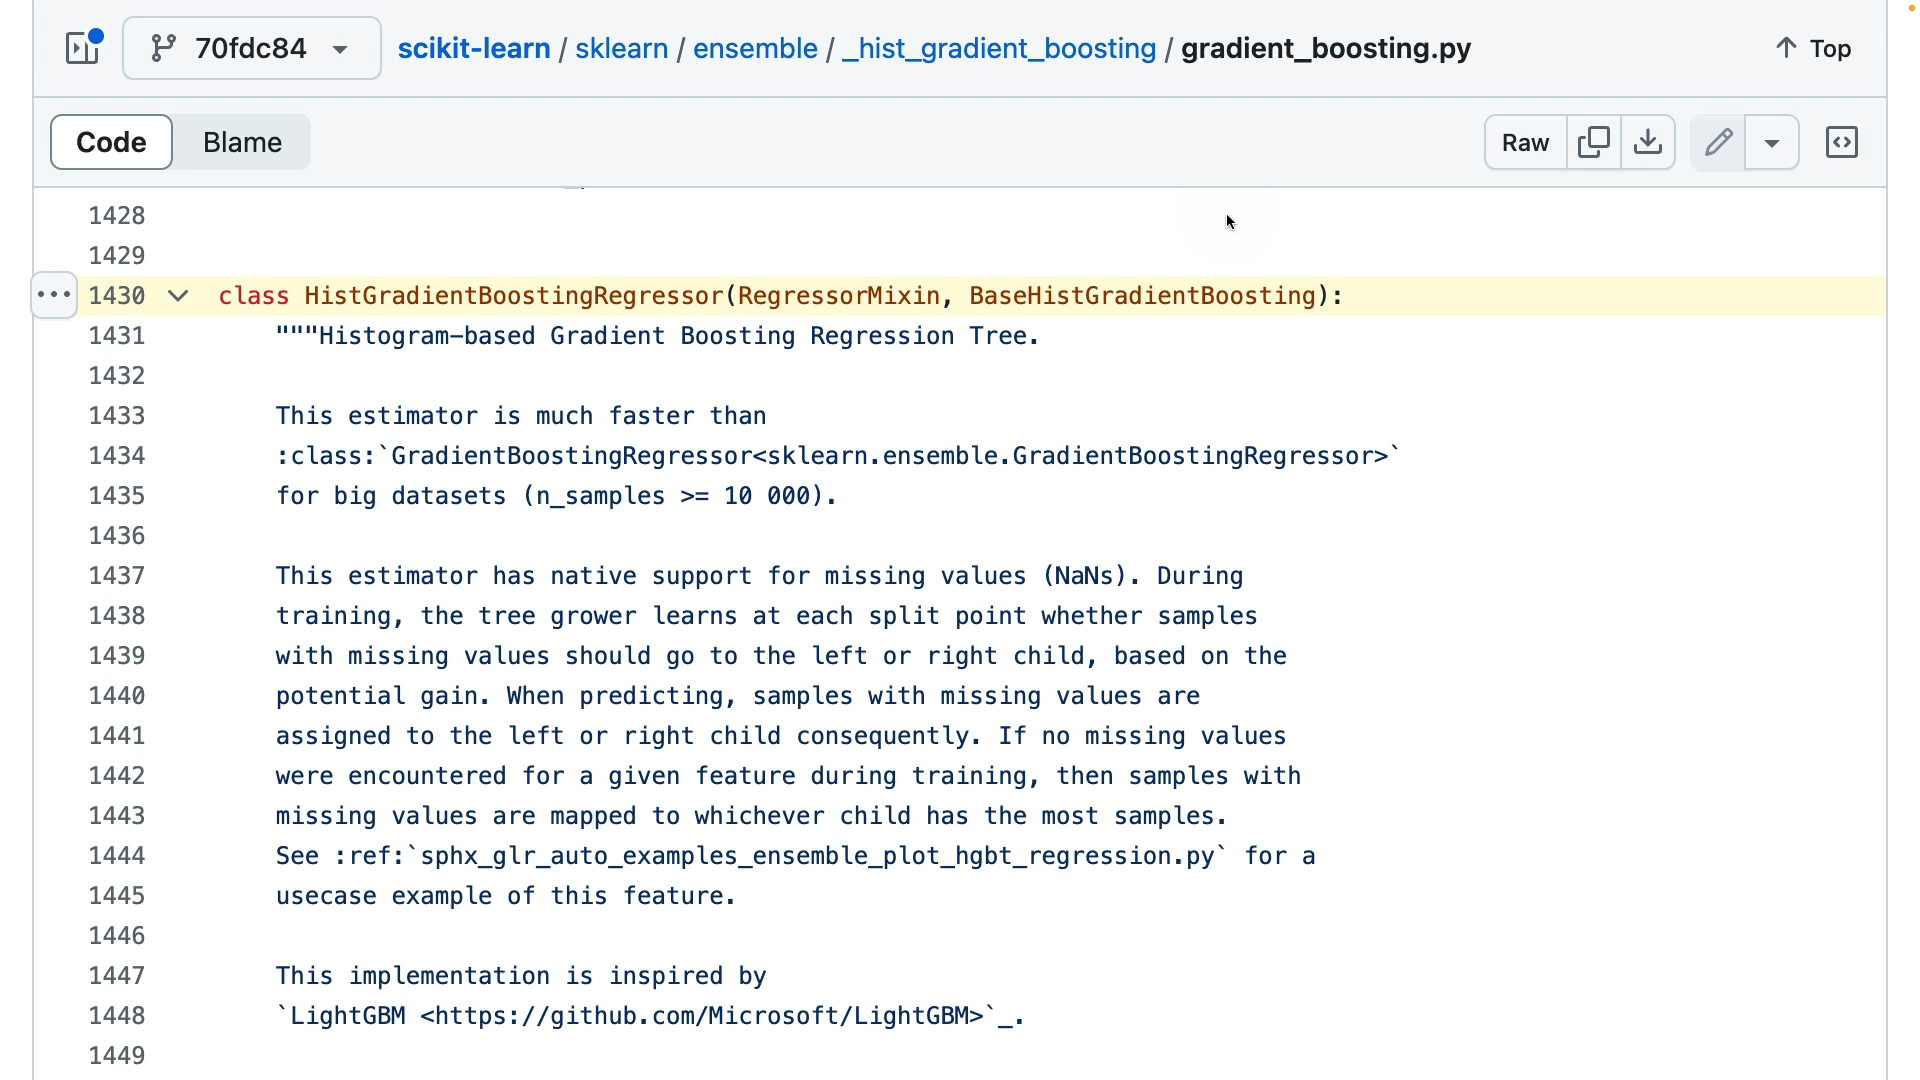 70fdc84 scikit-learn / sklearn / ensemble / _hist_gradient_boosting / gradient_boosting.py Top
Code Blame Raw
1428
1429
1430 class HistGradientBoostingRegressor(RegressorMixin, BaseHistGradientBoosting):
1431 """Histogram-based Gradient Boosting Regression Tree.
1432
1433 This estimator is much faster than
1434 :class:`GradientBoostingRegressor<sklearn.ensemble.GradientBoostingRegressor>`
1435 for big datasets (n_samples >= 10 000).
1436
1437 This estimator has native support for missing values (NaNs). During
1438 training, the tree grower learns at each split point whether samples
1439 with missing values should go to the left or right child, based on the
1440 potential gain. When predicting, samples with missing values are
1441 assigned to the left or right child consequently. If no missing values
1442 were encountered for a given feature during training, then samples with
1443 missing values are mapped to whichever child has the most samples.
1444 See :ref:`sphx_glr_auto_examples_ensemble_plot_hgbt_regression.py` for a
1445 usecase example of this feature.
1446
1447 This implementation is inspired by
1448 `LightGBM <https://github.com/Microsoft/LightGBM>`_.
1449